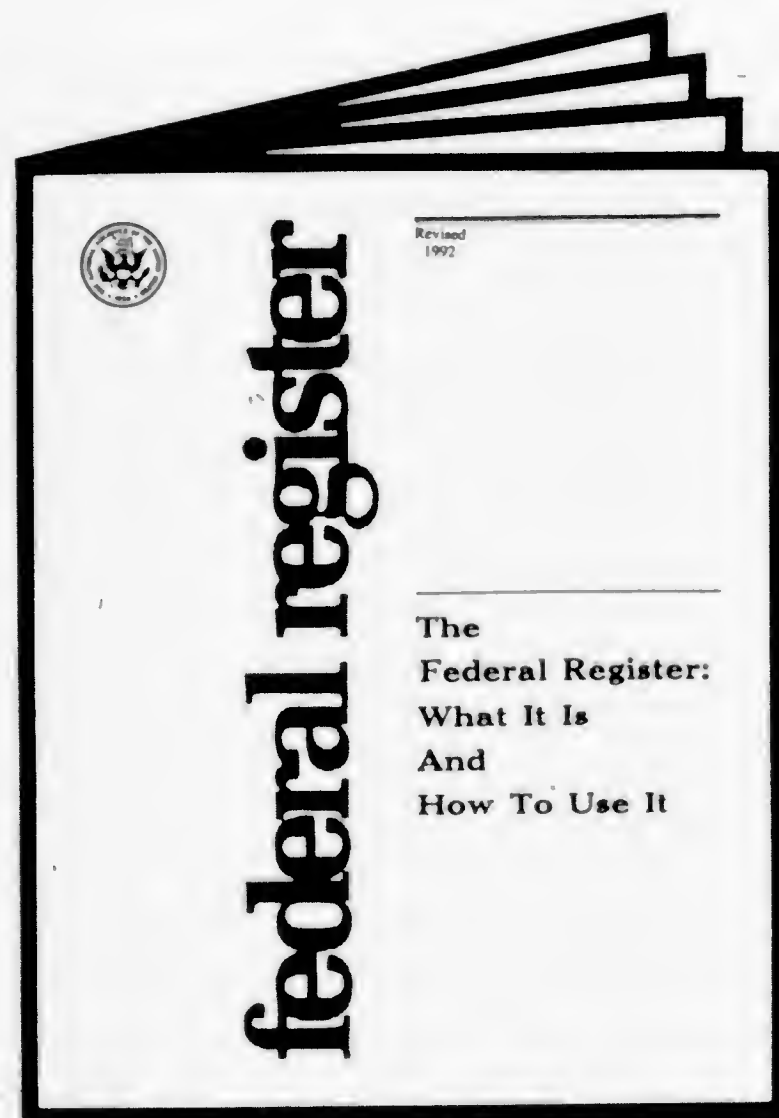 federal register
Revised
1992
The
Federal Register:
What It Is
And
How To Use It